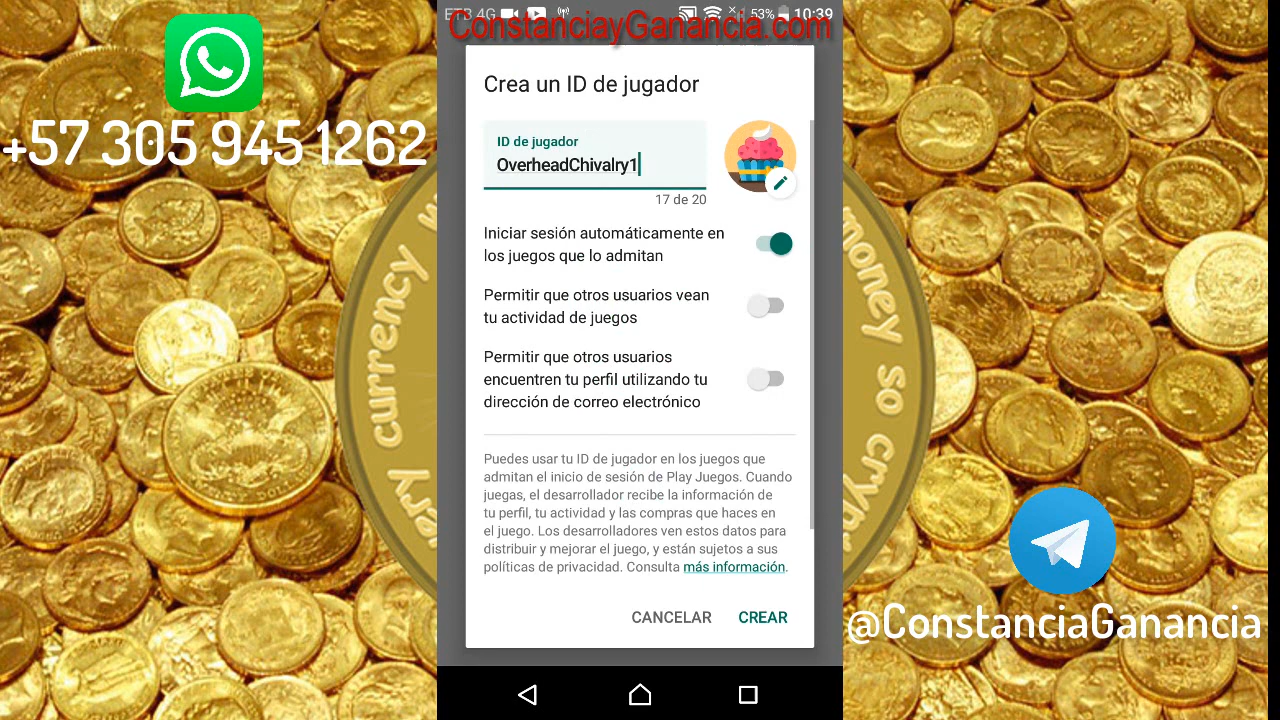 ETB 4G
53% 10:39
ConstanciayGanancia.com
+57 305 945 1262
Crea un ID de jugador
ID de jugador
OverheadChivalry1
17 de 20
Iniciar sesión automáticamente en
los juegos que lo admitan
Permitir que otros usuarios vean
tu actividad de juegos
Permitir que otros usuarios
encuentren tu perfil utilizando tu
dirección de correo electrónico
Puedes usar tu ID de jugador en los juegos que
admitan el inicio de sesión de Play Juegos. Cuando
juegas, el desarrollador recibe la información de
tu perfil, tu actividad y las compras que haces en
el juego. Los desarrolladores ven estos datos para
distribuir y mejorar el juego, y están sujetos a sus
políticas de privacidad. Consulta más información.
CANCELAR CREAR
currency
money so
@ConstanciaGanancia